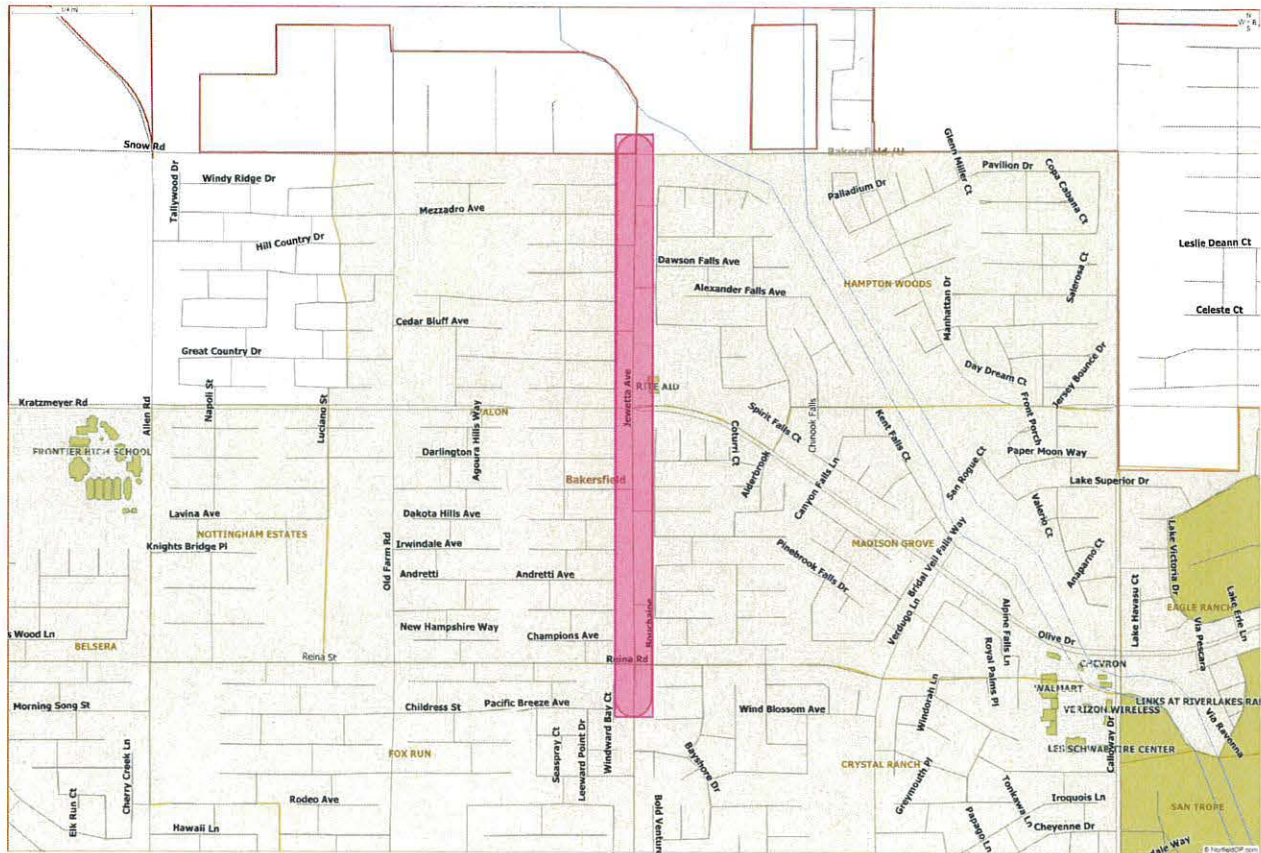 1/4 mi
N
W E
S
Snow Rd
Bakersfield /U
Glenn Miller Ct
Pavilion Dr
Copa Cabana Ct
Tallywood Dr
Windy Ridge Dr
Palladium Dr
Mezzadro Ave
Hill Country Dr
Leslie Deann Ct
Dawson Falls Ave
Salerosa Ct
HAMPTON WOODS
Alexander Falls Ave
Manhattan Dr
Celeste Ct
Cedar Bluff Ave
Great Country Dr
Day Dream Ct
Jersey Bounce Dr
RITE AID
Jewetta Ave
Napoli St
Luciano St
Kratzmeyer Rd
Allen Rd
Agoura Hills Way
Spirit Falls Ct
Chinook Falls
Kent Falls Ct
Front Porch
FRONTIER HIGH SCHOOL
Darlington
Coturri Ct
Alderbrook
Canyon Falls Ln
San Rogue Ct
Paper Moon Way
Bakersfield
Lake Superior Dr
Lavina Ave
Dakota Hills Ave
Valerio Ct
NOTTINGHAM ESTATES
Knights Bridge Pl
Irwindale Ave
Old Farm Rd
MADISON GROVE
Bridal Veil Falls Way
Anaparno Ct
Lake Victoria Dr
Pinebrook Falls Dr
Andretti
Andretti Ave
Lake Havasu Ct
EAGLE RANCH
Lake Erie Ln
Verdugo Ln
Alpine Falls Ln
New Hampshire Way
Champions Ave
s Wood Ln
BELSERA
Olive Dr
Via Pescara
Reina St
Reina Rd
Royal Palms Pl
CHEVRON
WALMART
Windorah Ln
LINKS AT RIVERLAKES RA
VERIZON WIRELESS
Morning Song St
Childress St
Pacific Breeze Ave
Windward Bay Ct
Wind Blossom Ave
Via Ravenna
Calloway Dr
LES SCHWAB TIRE CENTER
Cherry Creek Ln
FOX RUN
Seaspray Ct
Leeward Point Dr
Bayshore Dr
CRYSTAL RANCH
Greymouth Pl
Elk Run Ct
Rodeo Ave
Bold Ventur
Tonkawa Ln
Iroquois Ln
SAN TROPE
Hawaii Ln
Papago Ln
Cheyenne Dr
dale Way